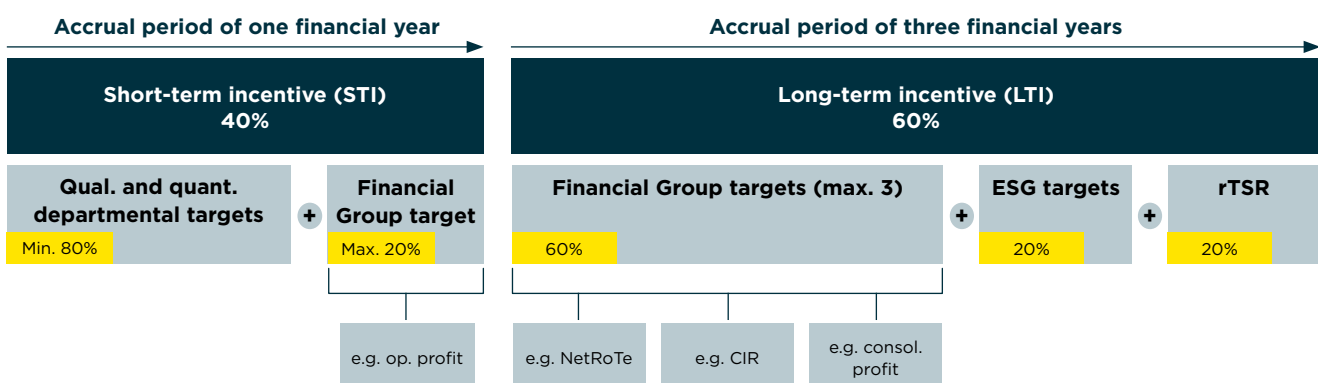 Accrual period of one financial year
Accrual period of three financial years
Short-term incentive (STI)
40%
Long-term incentive (LTI)
60%
Qual. and quant.
departmental targets
Min. 80%
+
Financial
Group target
Max. 20%
Financial Group targets (max. 3)
60%
+
ESG targets
20%
+
rTSR
20%
e.g. op. profit
e.g. NetRoTe
e.g. CIR
e.g. consol.
profit